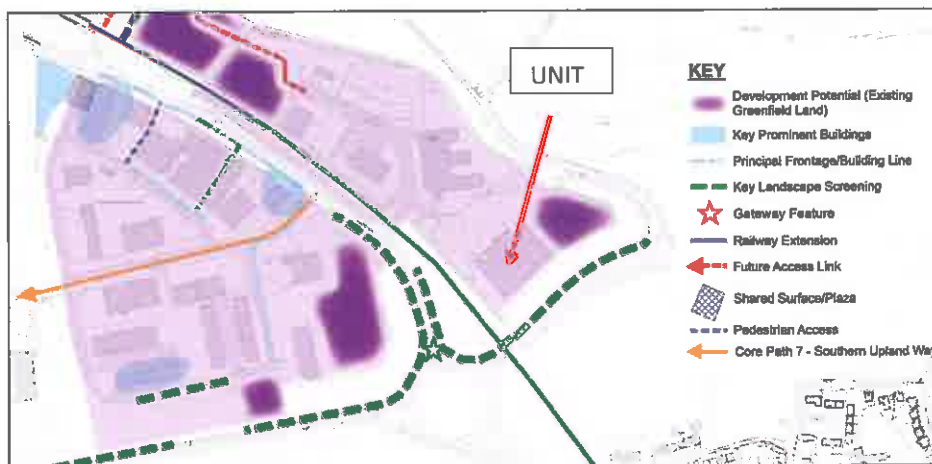 UNIT
KEY
Development Potential (Existing
Greenfield Land)
Key Prominent Buildings
Principal Frontage/Building Line
Key Landscape Screening
Gateway Feature
Railway Extension
Future Access Link
Shared Surface/Plaza
Pedestrian Access
Core Path 7 - Southern Upland Way